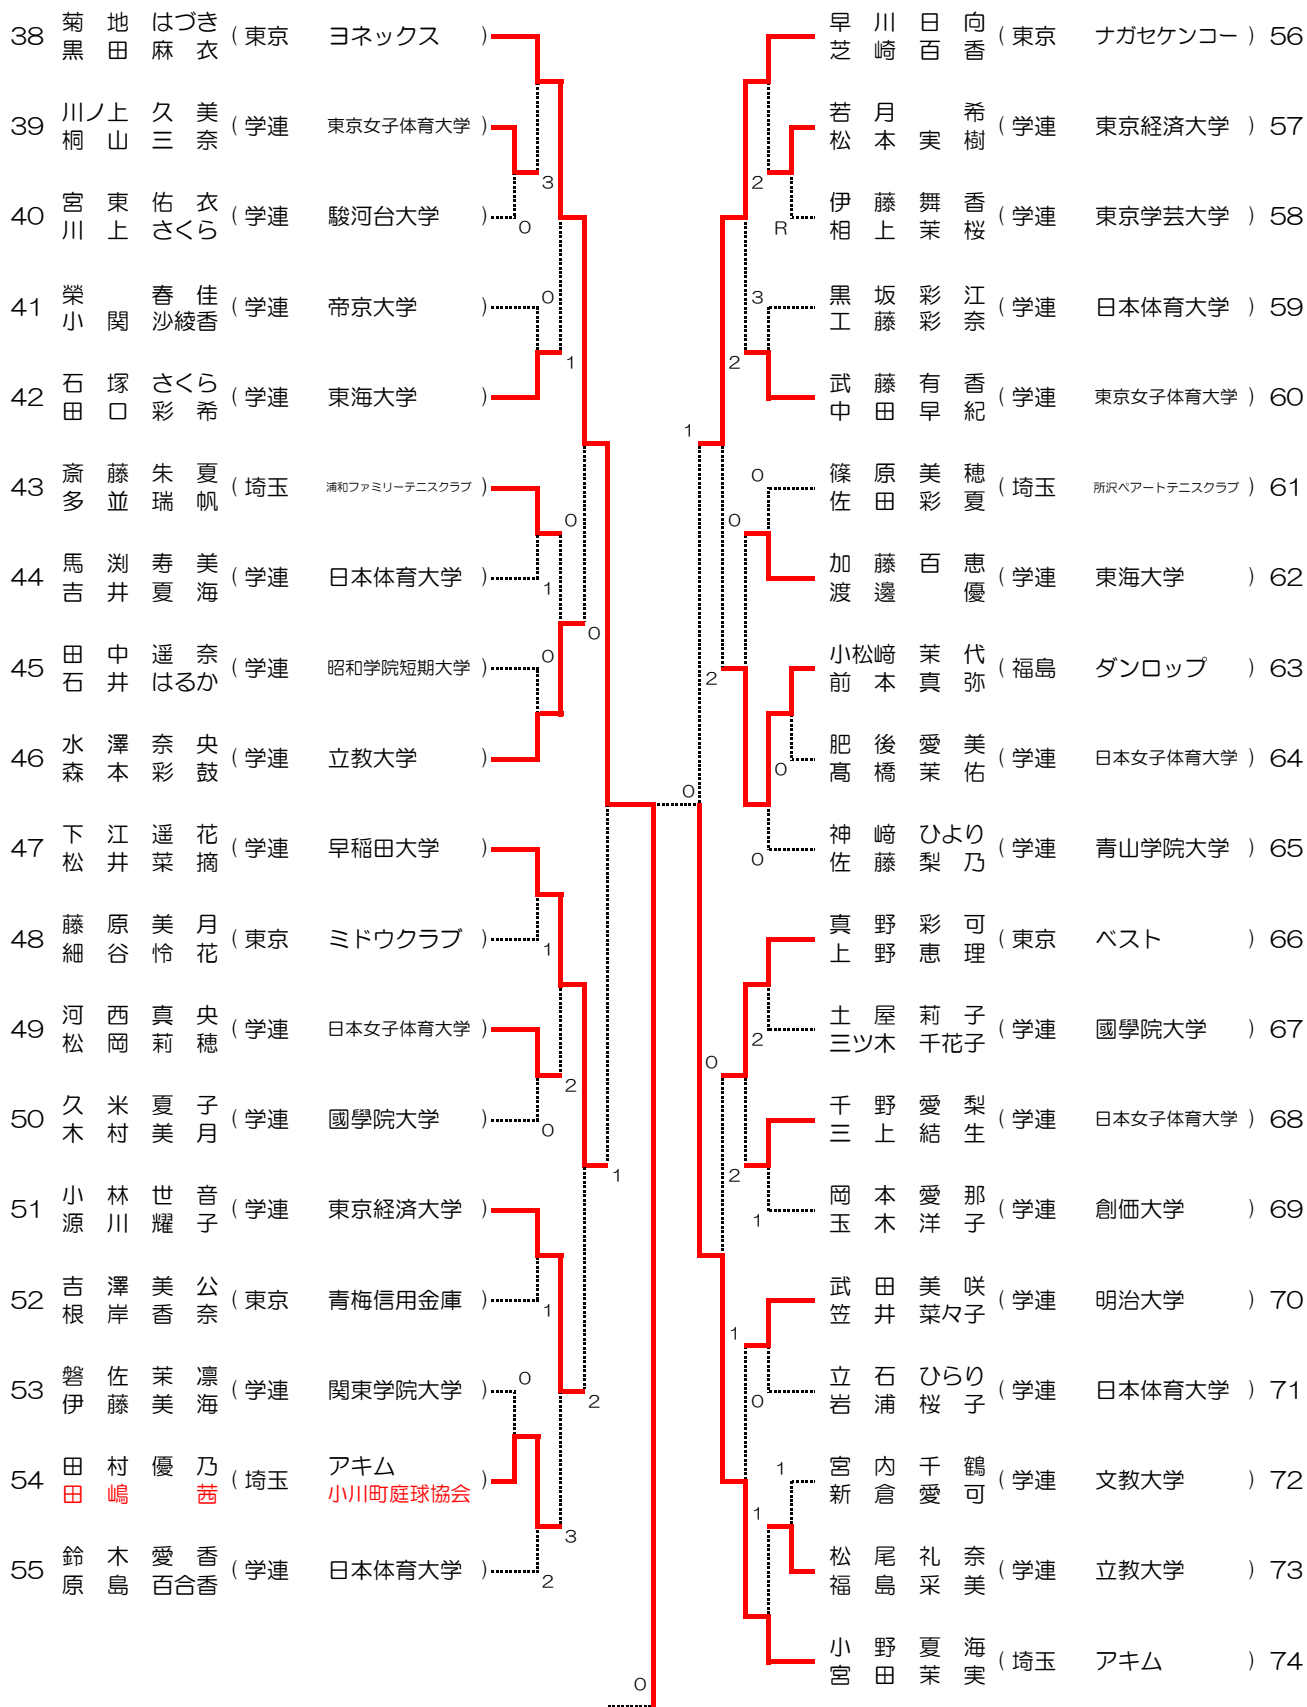 38 菊地 はづき 黒田 麻衣 ( 東京 ヨネックス )
39 川ノ上 久美 桐山 三奈 ( 学連 東京女子体育大学 )
40 宮東 佑衣 川上 さくら ( 学連 駿河台大学 )
41 榮 春佳 小関 沙綾香 ( 学連 帝京大学 )
42 石塚 さくら 田口 彩希 ( 学連 東海大学 )
43 斎藤 朱夏 多並 瑞帆 ( 埼玉 浦和ファミリーテニスクラブ )
44 馬渕 寿美 吉井 夏海 ( 学連 日本体育大学 )
45 田中 遥奈 石井 はるか ( 学連 昭和学院短期大学 )
46 水澤 奈央 森本 彩鼓 ( 学連 立教大学 )
47 下江 遥花 松井 菜摘 ( 学連 早稲田大学 )
48 藤原 美月 細谷 怜花 ( 東京 ミドウクラブ )
49 河西 真央 松岡 莉穂 ( 学連 日本女子体育大学 )
50 久米 夏子 木村 美月 ( 学連 國學院大学 )
51 小林 世音 源川 耀子 ( 学連 東京経済大学 )
52 吉澤 美公 根岸 香奈 ( 東京 青梅信用金庫 )
53 磐佐 茉凛 伊藤 美海 ( 学連 関東学院大学 )
54 田村 優乃 田嶋 茜 ( 埼玉 アキム 小川町庭球協会 )
55 鈴木 愛香 原島 百合香 ( 学連 日本体育大学 )
3
0
0
1
0
1
0
0
1
2
0
1
1
0
2
3
2
0
0
早川 日向 芝崎 百香 ( 東京 ナガセケンコー ) 56
若月 希 松本 実樹 ( 学連 東京経済大学 ) 57
伊藤 舞香 相上 茉桜 ( 学連 東京学芸大学 ) 58
黒坂 彩江 工藤 彩奈 ( 学連 日本体育大学 ) 59
武藤 有香 中田 早紀 ( 学連 東京女子体育大学 ) 60
篠原 美穂 佐田 彩夏 ( 埼玉 所沢ベアートテニスクラブ ) 61
加藤 百恵 渡邊 優 ( 学連 東海大学 ) 62
小松﨑 茉代 前本 真弥 ( 福島 ダンロップ ) 63
肥後 愛美 髙橋 茉佑 ( 学連 日本女子体育大学 ) 64
神﨑 ひより 佐藤 梨乃 ( 学連 青山学院大学 ) 65
真野 彩可 上野 恵理 ( 東京 ベスト ) 66
土屋 莉子 三ツ木 千花子 ( 学連 國學院大学 ) 67
千野 愛梨 三上 結生 ( 学連 日本女子体育大学 ) 68
岡本 愛那 玉木 洋子 ( 学連 創価大学 ) 69
武田 美咲 笠井 菜々子 ( 学連 明治大学 ) 70
立石 ひらり 岩浦 桜子 ( 学連 日本体育大学 ) 71
宮内 千鶴 新倉 愛可 ( 学連 文教大学 ) 72
松尾 礼奈 福島 采美 ( 学連 立教大学 ) 73
小野 夏海 宮田 茉実 ( 埼玉 アキム ) 74
2
R
3
2
1
0
0
2
0
0
2
0
2
1
1
0
1
1